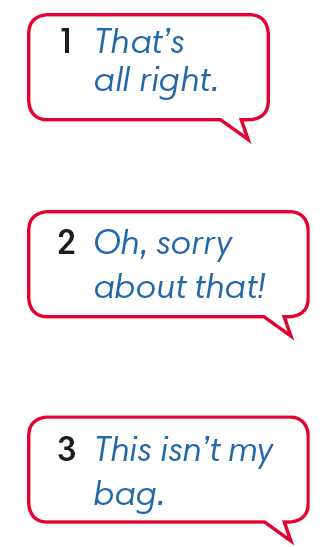 1 That's
all right.
2 Oh, sorry
about that!
3 This isn't my
bag.